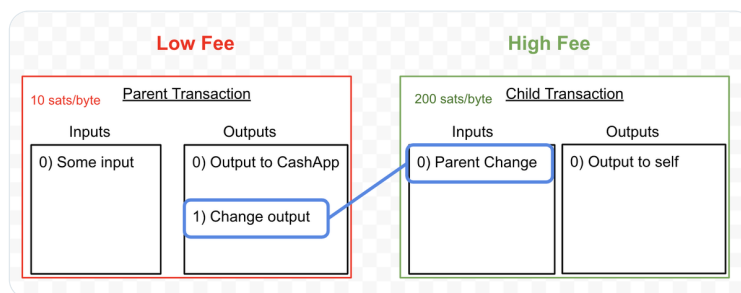 Low Fee
High Fee
10 sats/byte Parent Transaction
Inputs Outputs
0) Some input 0) Output to CashApp
1) Change output
200 sats/byte Child Transaction
Inputs Outputs
0) Parent Change 0) Output to self